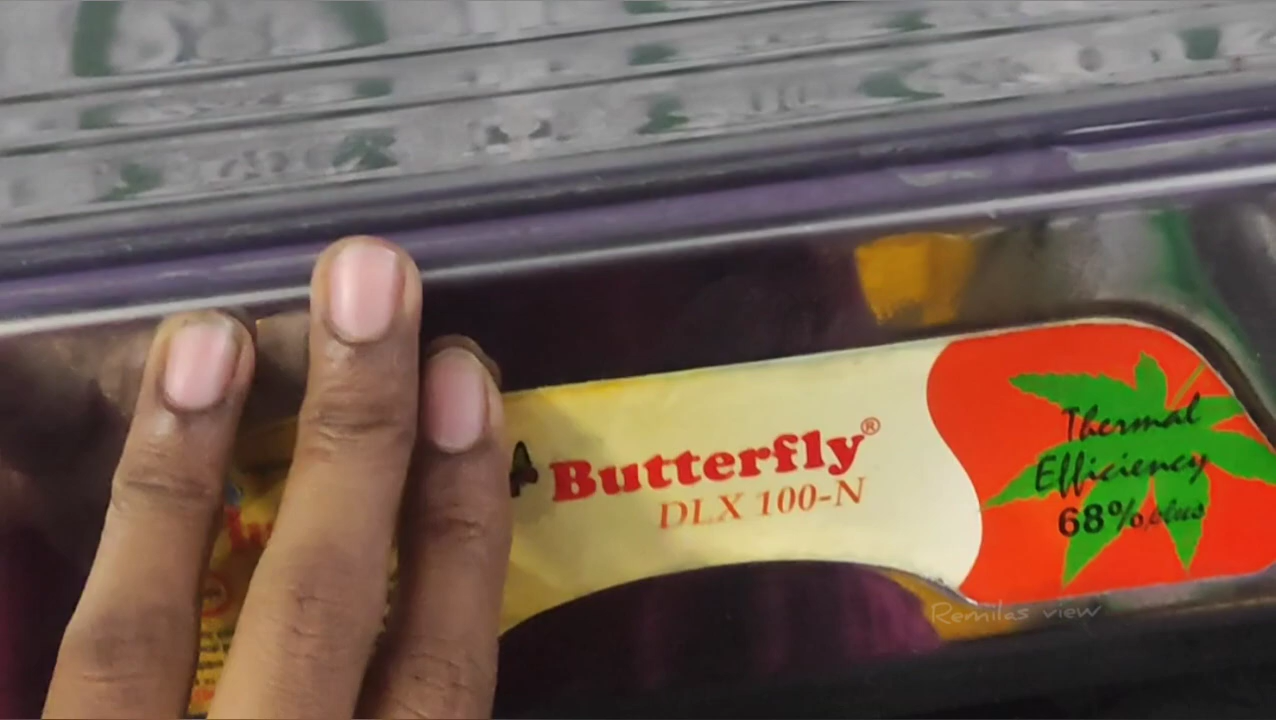 Butterfly®
DLX 100-N
Thermal
Efficiency
68% plus
Remilas view